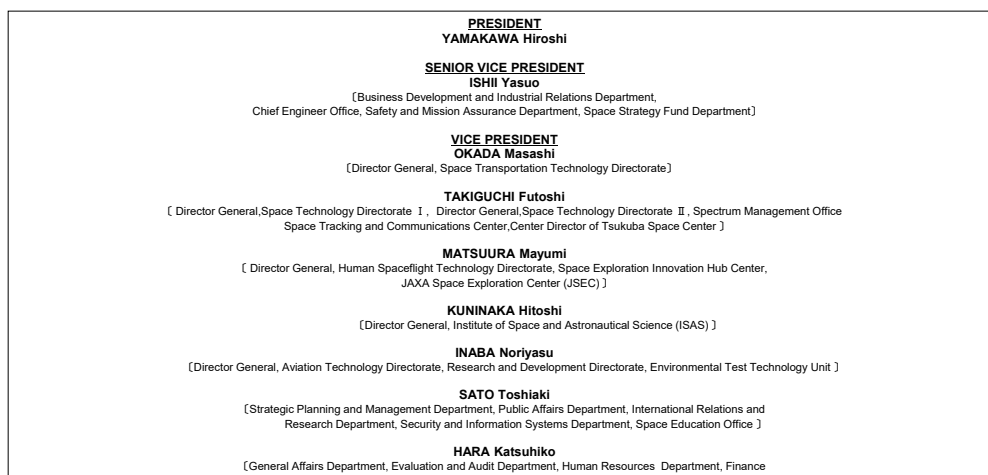 PRESIDENT
YAMAKAWA Hiroshi
SENIOR VICE PRESIDENT
ISHII Yasuo
〔Business Development and Industrial Relations Department,
Chief Engineer Office, Safety and Mission Assurance Department, Space Strategy Fund Department〕
VICE PRESIDENT
OKADA Masashi
〔Director General, Space Transportation Technology Directorate〕
TAKIGUCHI Futoshi
〔 Director General,Space Technology Directorate Ⅰ, Director General,Space Technology Directorate Ⅱ, Spectrum Management Office
Space Tracking and Communications Center,Center Director of Tsukuba Space Center 〕
MATSUURA Mayumi
〔 Director General, Human Spaceflight Technology Directorate, Space Exploration Innovation Hub Center,
JAXA Space Exploration Center (JSEC) 〕
KUNINAKA Hitoshi
〔Director General, Institute of Space and Astronautical Science (ISAS) 〕
INABA Noriyasu
〔Director General, Aviation Technology Directorate, Research and Development Directorate, Environmental Test Technology Unit 〕
SATO Toshiaki
〔Strategic Planning and Management Department, Public Affairs Department, International Relations and
Research Department, Security and Information Systems Department, Space Education Office 〕
HARA Katsuhiko
〔General Affairs Department, Evaluation and Audit Department, Human Resources Department, Finance